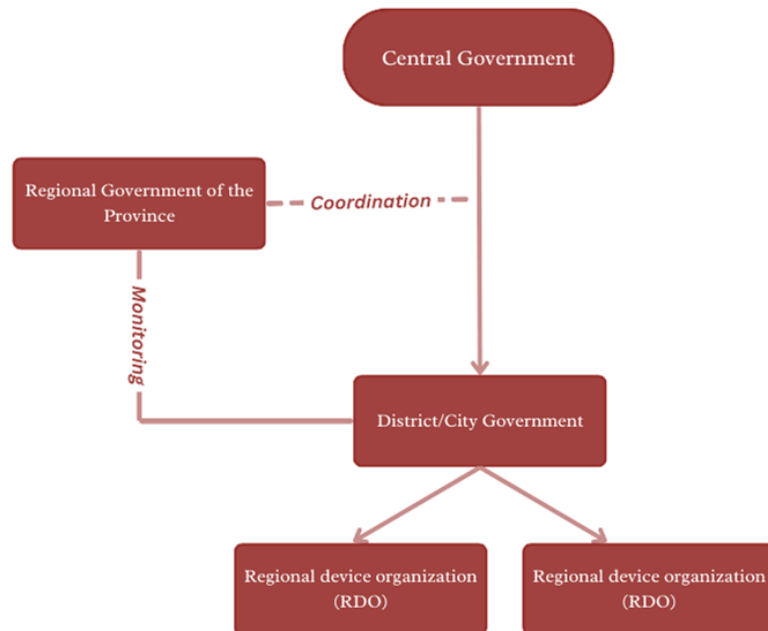 Central Government
Regional Government of the
Province
Coordination
Monitoring
District/City Government
Regional device organization
(RDO)
Regional device organization
(RDO)